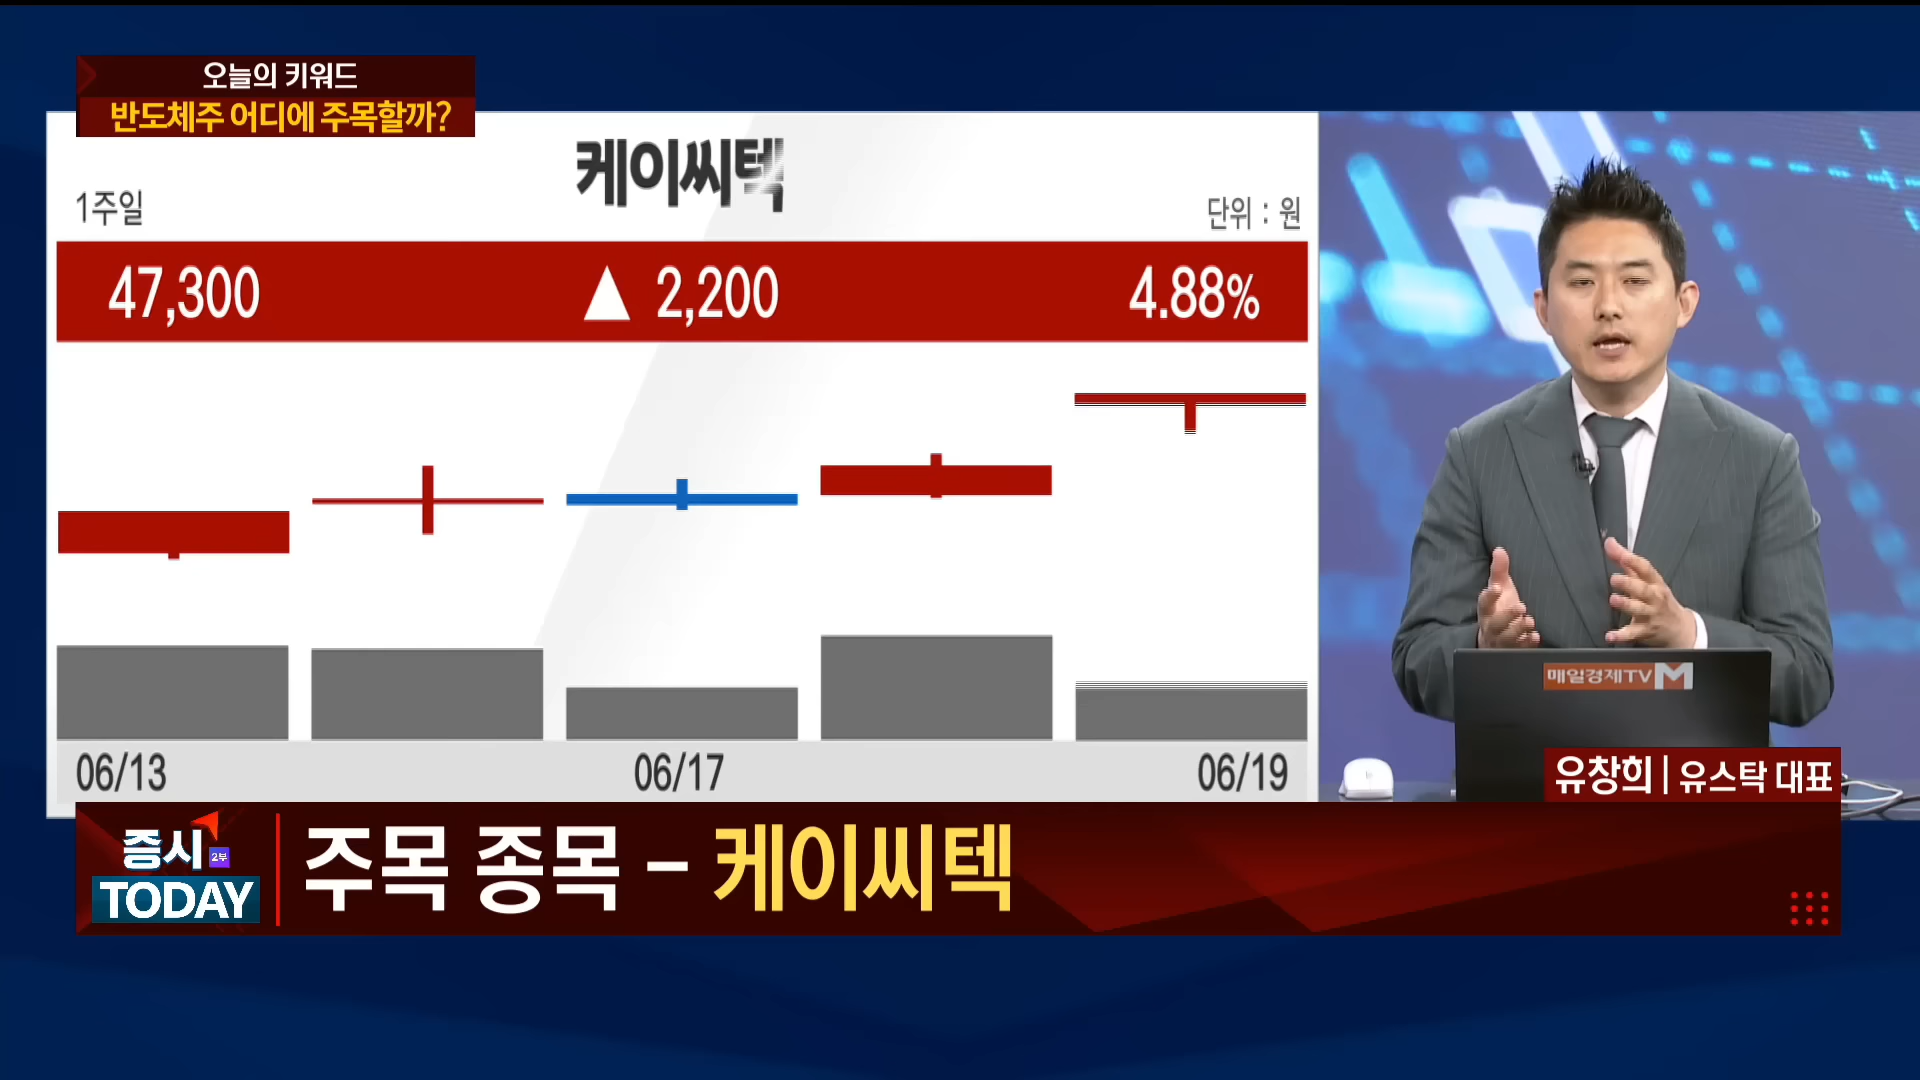 오늘의 키워드
반도체주 어디에 주목할까?
케이씨텍
1주일
단위 : 원
47,300 ▲ 2,200 4.88%
06/13 06/17 06/19
매일경제TV M
유창희 | 유스탁 대표
증시 2부
TODAY
주목 종목 - 케이씨텍